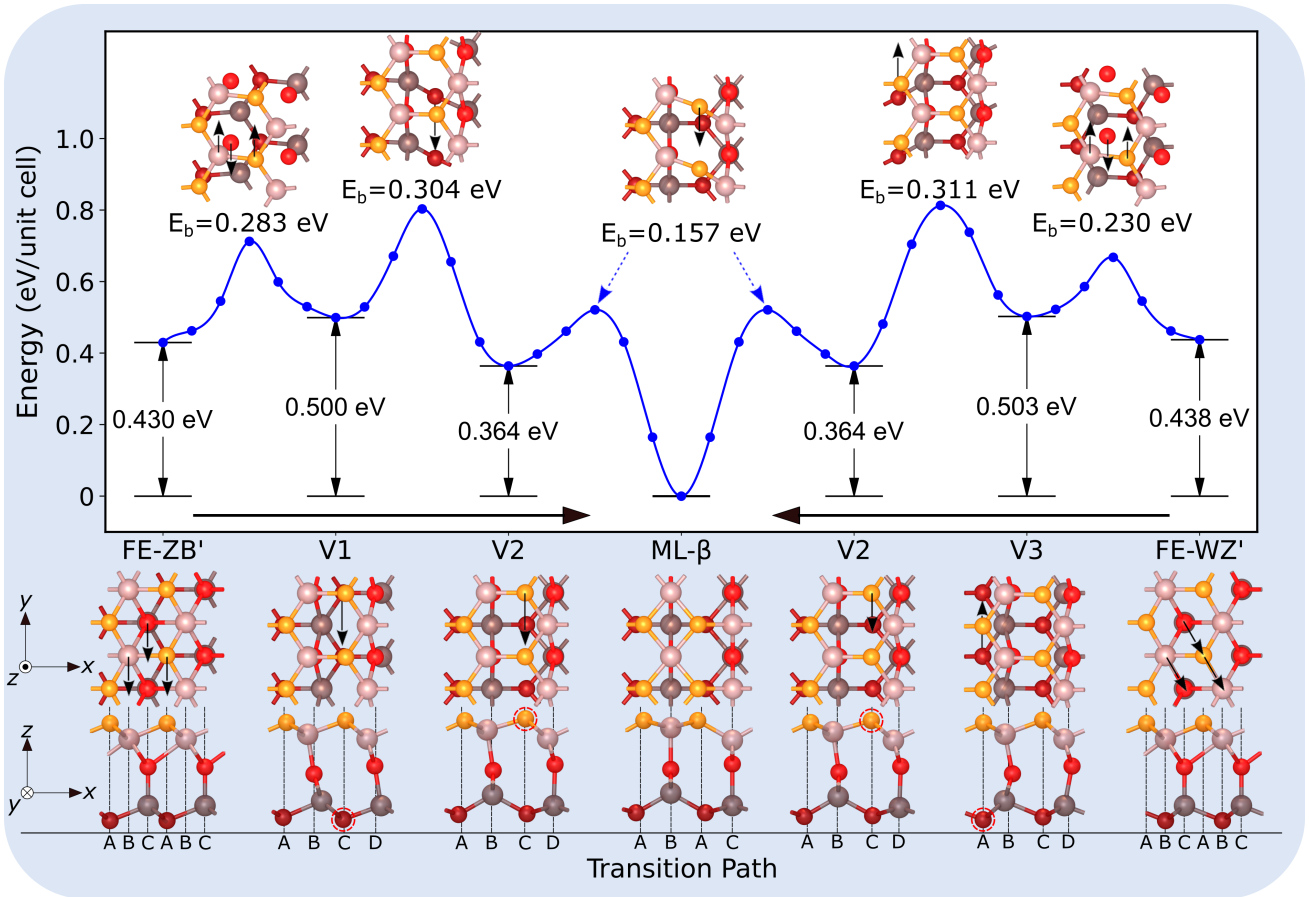 Energy (eV/unit cell)
1.0
0.8
0.6
0.4
0.2
0
E_b=0.283 eV
E_b=0.304 eV
E_b=0.157 eV
E_b=0.311 eV
E_b=0.230 eV
0.430 eV
0.500 eV
0.364 eV
0.364 eV
0.503 eV
0.438 eV
FE-ZB' V1 V2 ML-β V2 V3 FE-WZ'
y
z x
z
y x
A B C A B C
A B C D
A B C D
A B A C
A B C D
A B C D
A B C A B C
Transition Path